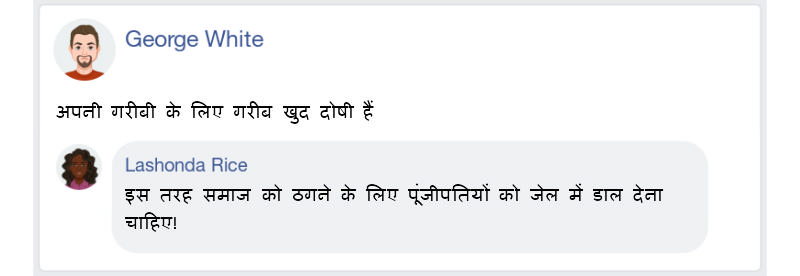 George White
अपनी गरीबी के लिए गरीब खुद दोषी हैं
Lashonda Rice
इस तरह समाज को ठगने के लिए पूंजीपतियों को जेल में डाल देना
चाहिए!